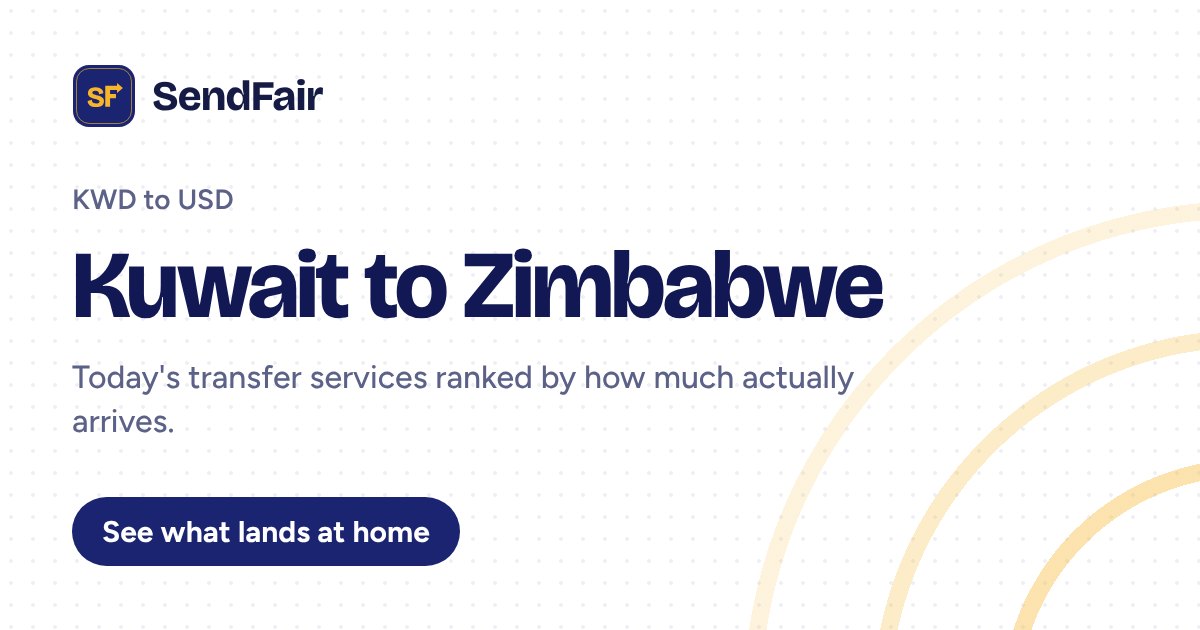 SF
SendFair
KWD to USD
Kuwait to Zimbabwe
Today's transfer services ranked by how much actually
arrives.
See what lands at home